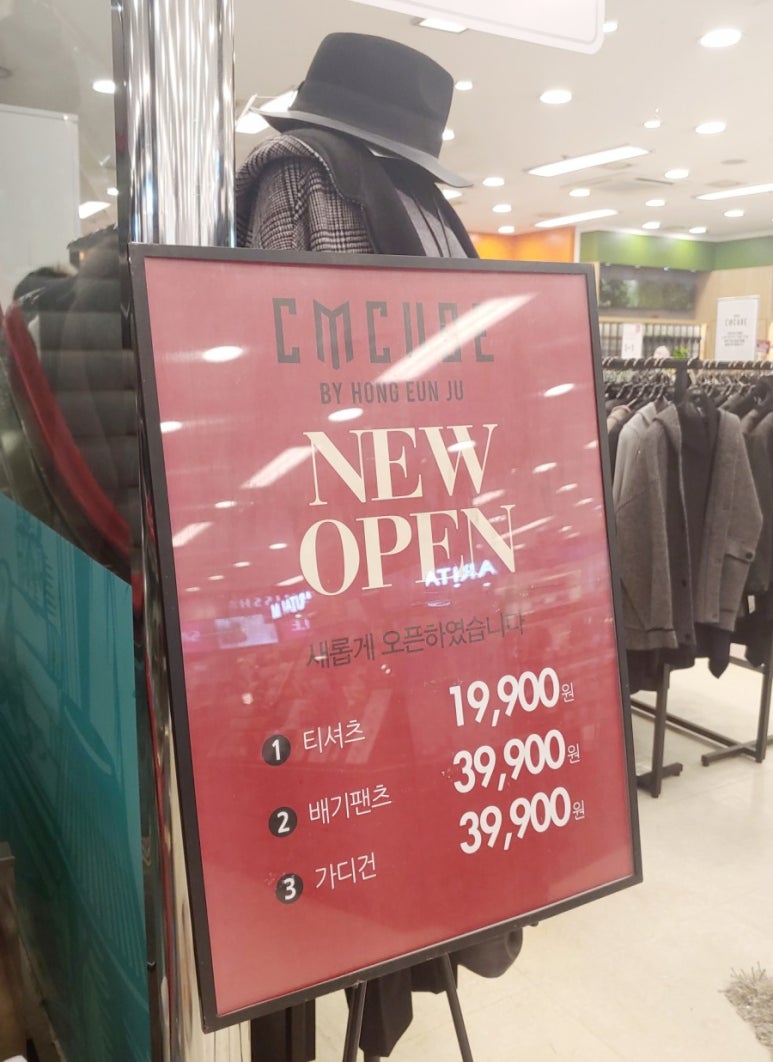 CMCUBE
BY HONG EUN JU
NEW
OPEN
새롭게 오픈하였습니다
1 티셔츠 19,900원
2 배기팬츠 39,900원
3 가디건 39,900원
CMCUBE